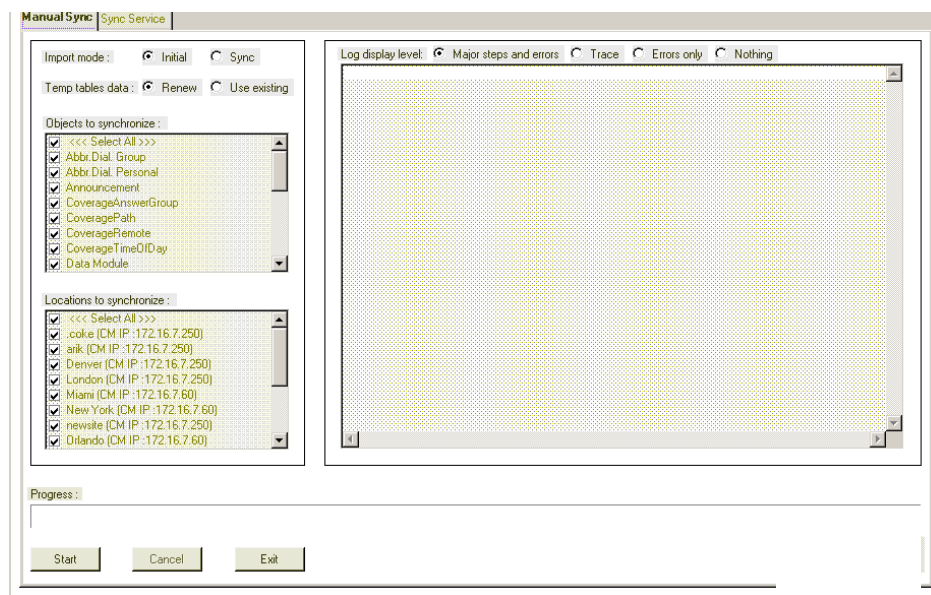 Manual Sync Sync Service
Import mode : Initial Sync
Temp tables data : Renew Use existing
Objects to synchronize :
<<< Select All >>>
Abbr.Dial. Group
Abbr.Dial. Personal
Announcement
CoverageAnswerGroup
CoveragePath
CoverageRemote
CoverageTimeOfDay
Data Module
Locations to synchronize :
<<< Select All >>>
.coke (CM IP :172.16.7.250)
arik (CM IP :172.16.7.250)
Denver (CM IP :172.16.7.250)
London (CM IP :172.16.7.250)
Miami (CM IP :172.16.7.60)
New York (CM IP :172.16.7.60)
newsite (CM IP :172.16.7.250)
Orlando (CM IP :172.16.7.60)
Log display level: Major steps and errors Trace Errors only Nothing
Progress :
Start Cancel Exit